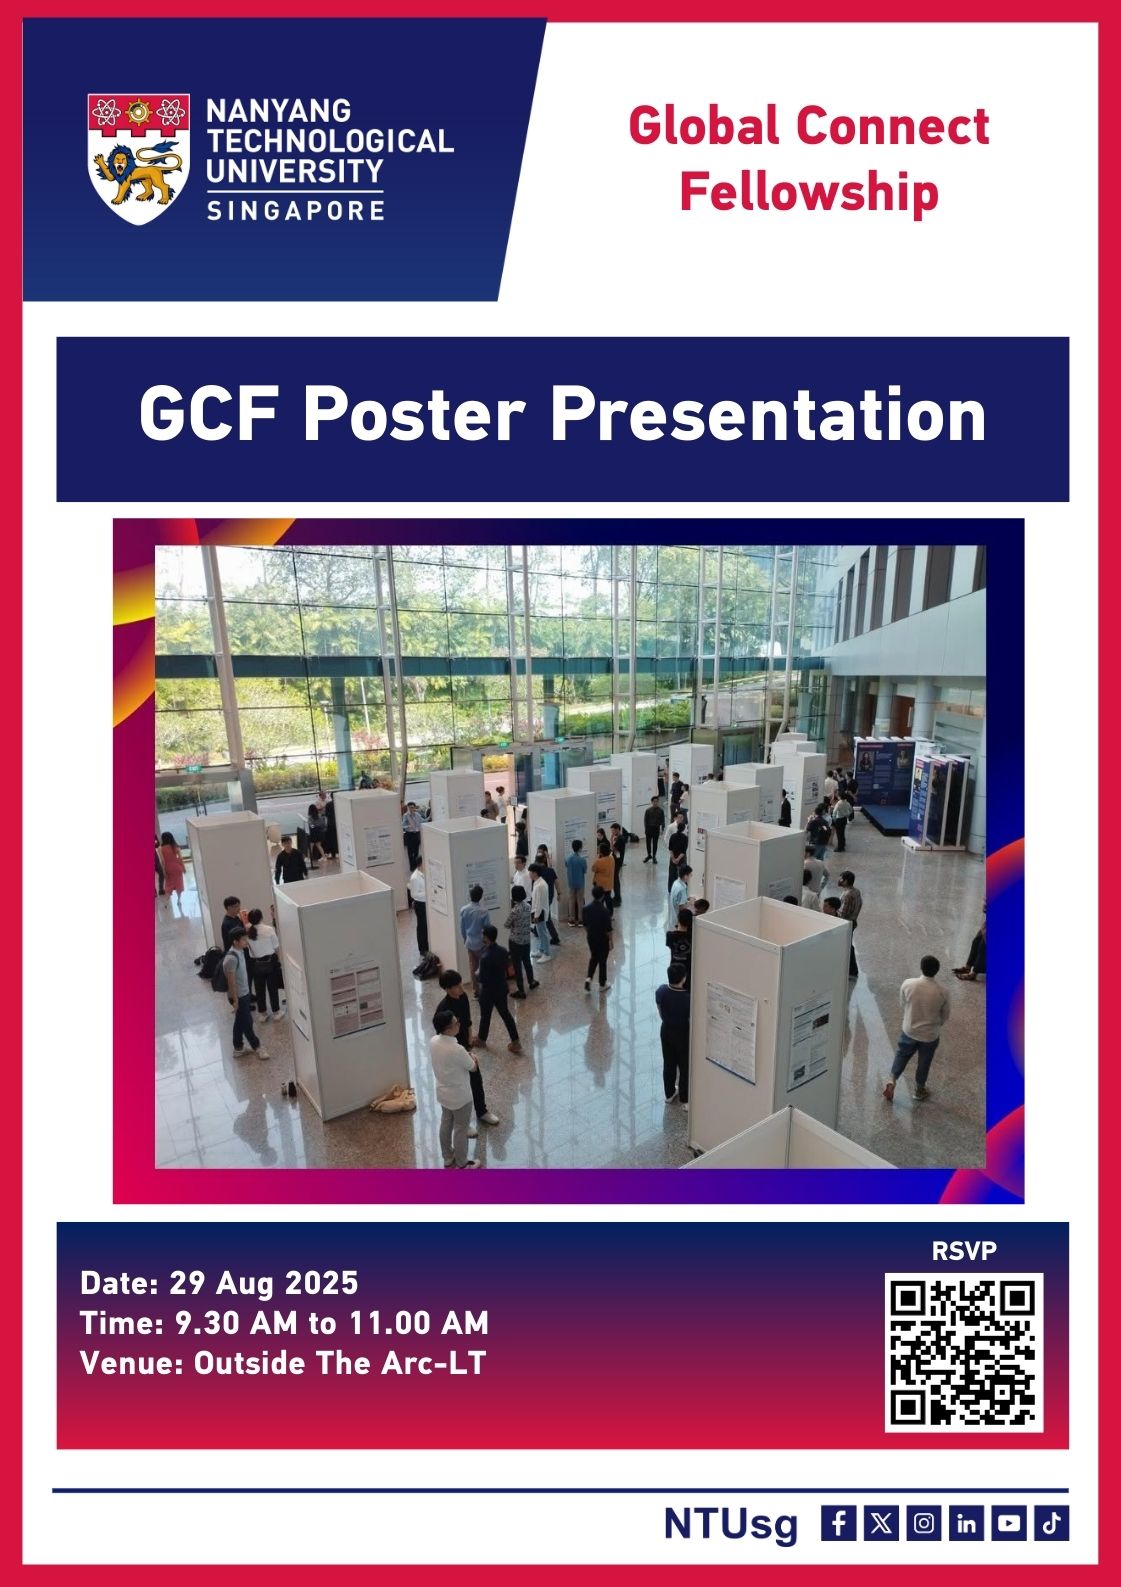 NANYANG
TECHNOLOGICAL
UNIVERSITY
SINGAPORE
Global Connect
Fellowship
GCF Poster Presentation
RSVP
Date: 29 Aug 2025
Time: 9.30 AM to 11.00 AM
Venue: Outside The Arc-LT
NTUsg